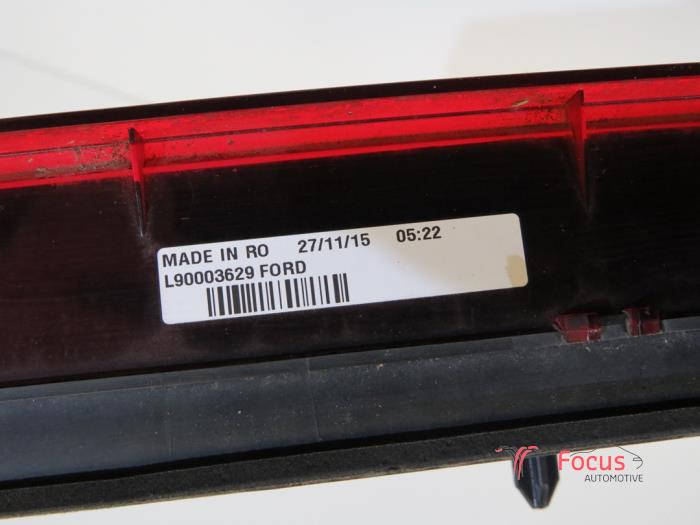 MADE IN RO 27/11/15 05:22
L90003629 FORD
Focus
AUTOMOTIVE